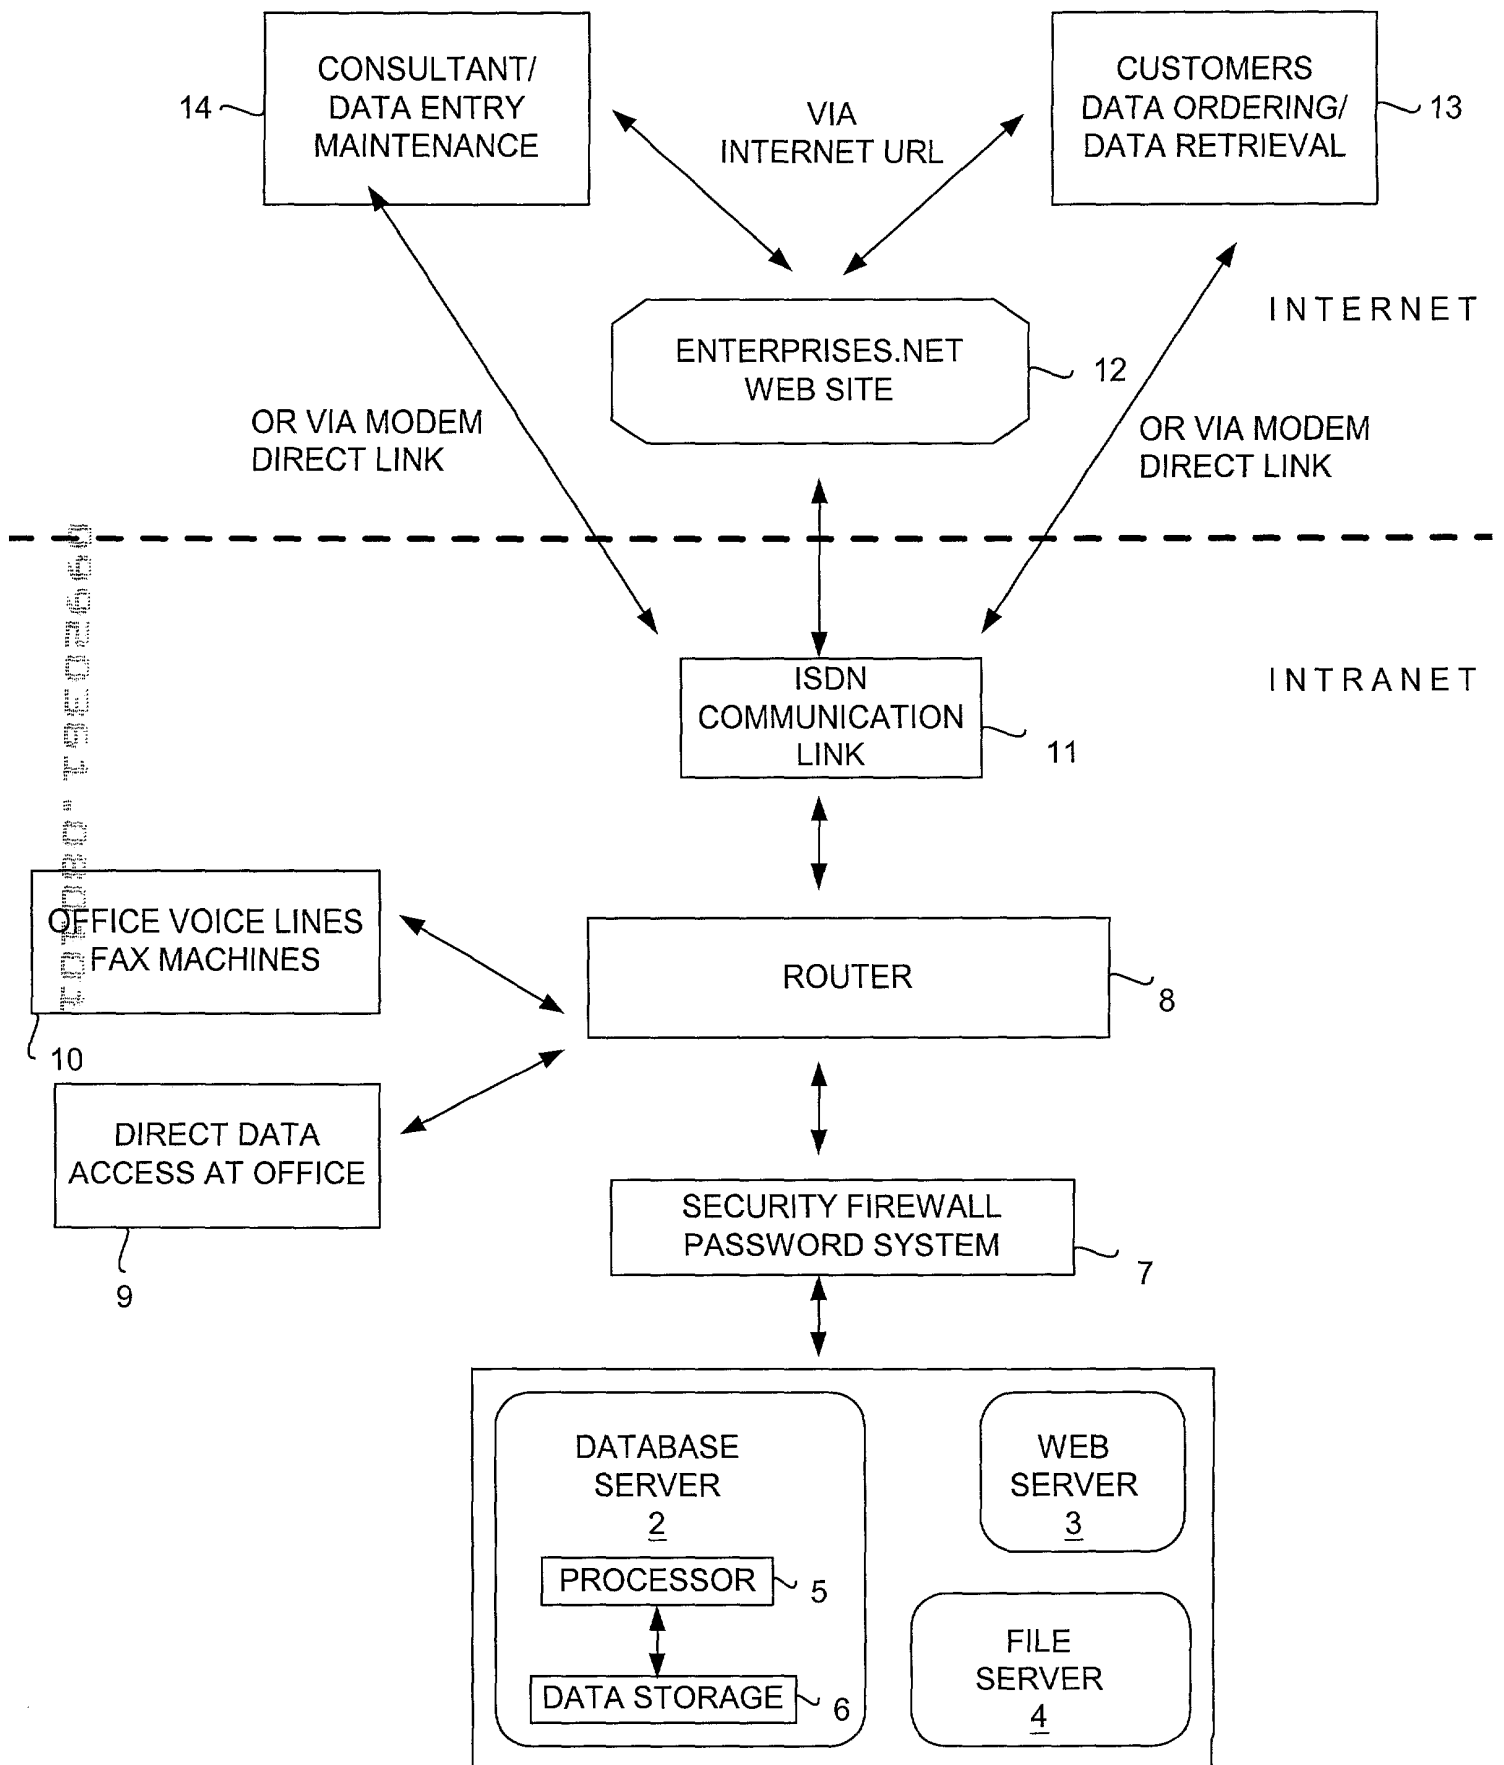 CONSULTANT/
DATA ENTRY
MAINTENANCE
14
VIA
INTERNET URL
CUSTOMERS
DATA ORDERING/
DATA RETRIEVAL
13
INTERNET
ENTERPRISES.NET
WEB SITE
12
OR VIA MODEM
DIRECT LINK
OR VIA MODEM
DIRECT LINK
INTRANET
ISDN
COMMUNICATION
LINK
11
OFFICE VOICE LINES
FAX MACHINES
10
ROUTER
8
DIRECT DATA
ACCESS AT OFFICE
9
SECURITY FIREWALL
PASSWORD SYSTEM
7
DATABASE
SERVER
2
PROCESSOR
5
DATA STORAGE
6
WEB
SERVER
3
FILE
SERVER
4